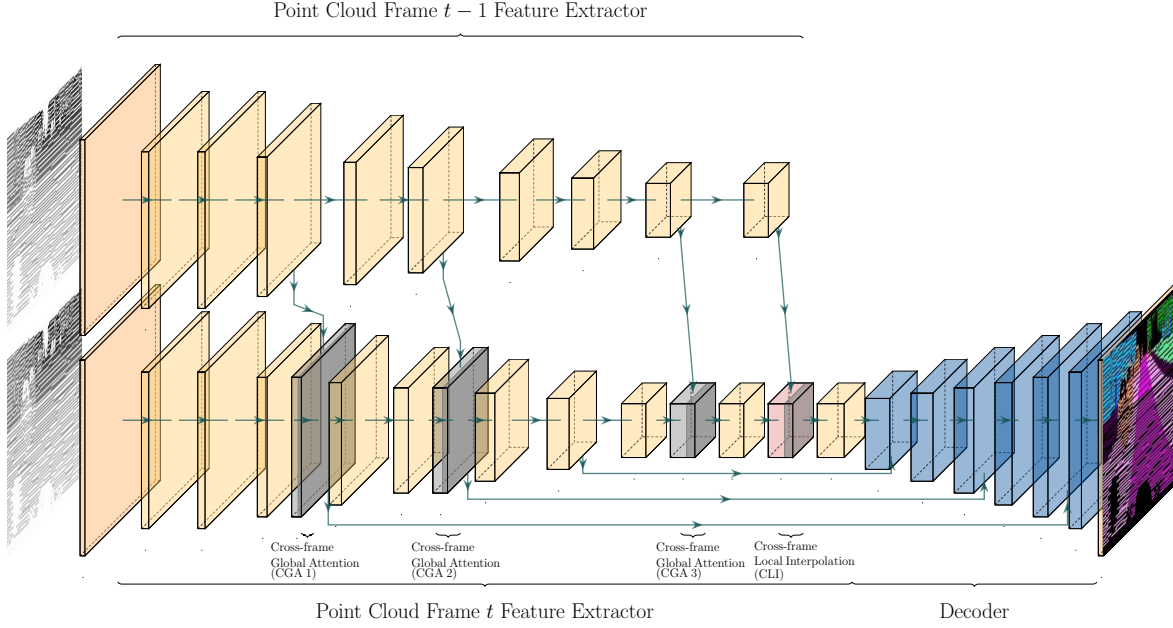 Point Cloud Frame t − 1 Feature Extractor
Cross-frame
Global Attention
(CGA 1)
Cross-frame
Global Attention
(CGA 2)
Cross-frame
Global Attention
(CGA 3)
Cross-frame
Local Interpolation
(CLI)
Point Cloud Frame t Feature Extractor
Decoder